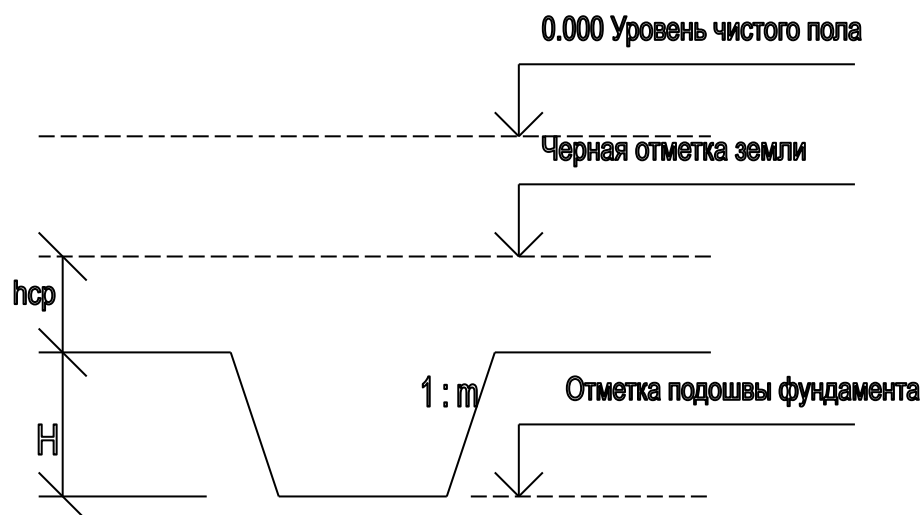 0.000 Уровень чистого пола
Черная отметка земли
hср
1 : m
Отметка подошвы фундамента
H